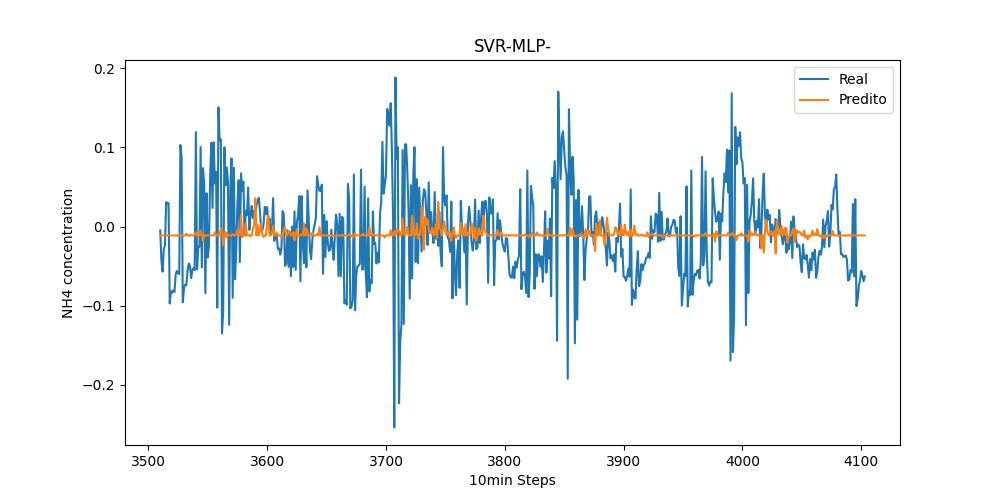 SVR-MLP-
Real
Predito
NH4 concentration
0.2
0.1
0.0
−0.1
−0.2
3500 3600 3700 3800 3900 4000 4100
10min Steps